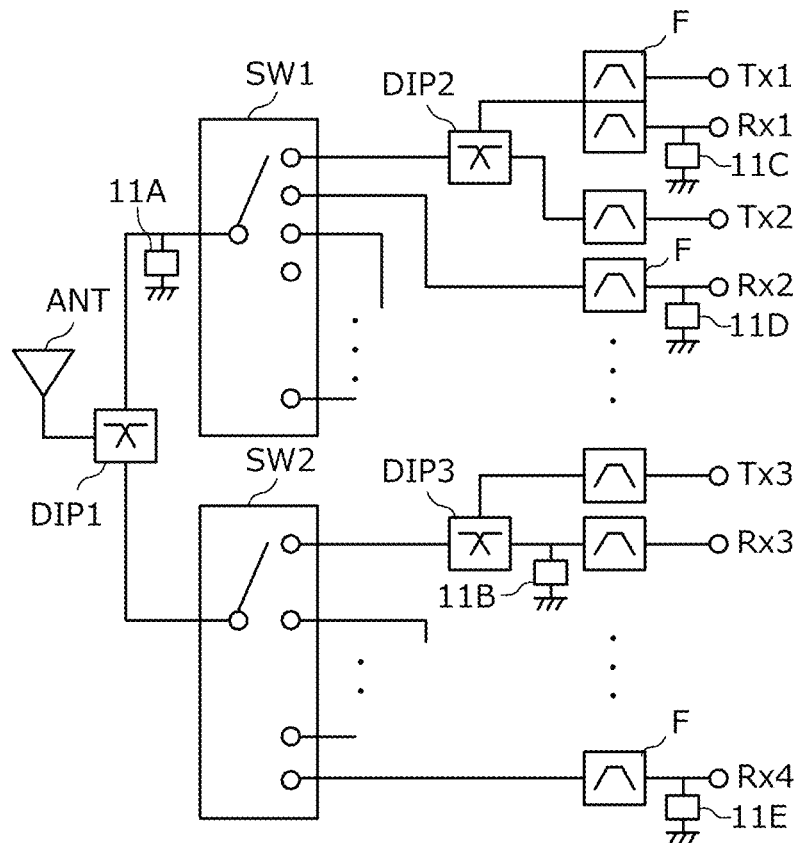 F
SW1
DIP2
Tx1
Rx1
11C
11A
Tx2
F
Rx2
11D
ANT
DIP1
SW2
DIP3
Tx3
Rx3
11B
F
Rx4
11E